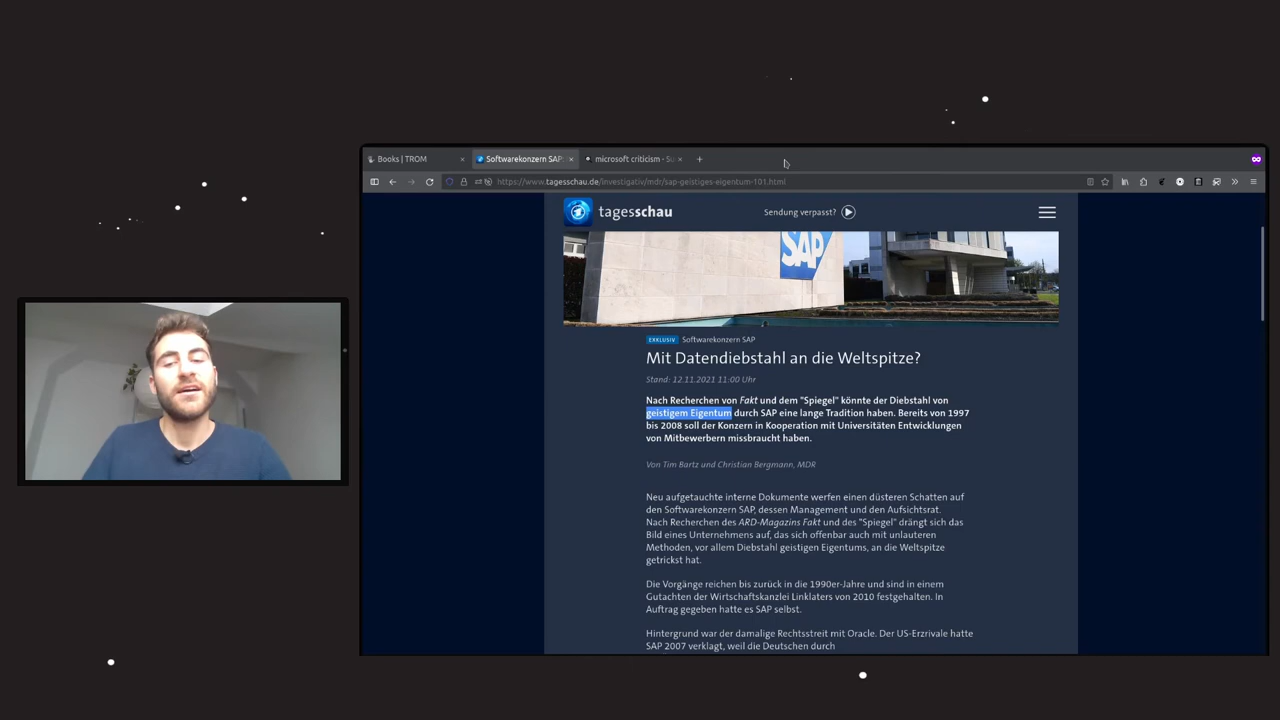 Books | TROM
Softwarekonzern SAP:
microsoft criticism - Su
https://www.tagesschau.de/investigativ/mdr/sap-geistiges-eigentum-101.html
tagesschau
Sendung verpasst?
SAP
EXKLUSIV Softwarekonzern SAP
Mit Datendiebstahl an die Weltspitze?
Stand: 12.11.2021 11:00 Uhr
Nach Recherchen von Fakt und dem "Spiegel" könnte der Diebstahl von
geistigem Eigentum durch SAP eine lange Tradition haben. Bereits von 1997
bis 2008 soll der Konzern in Kooperation mit Universitäten Entwicklungen
von Mitbewerbern missbraucht haben.
Von Tim Bartz und Christian Bergmann, MDR
Neu aufgetauchte interne Dokumente werfen einen düsteren Schatten auf
den Softwarekonzern SAP, dessen Management und den Aufsichtsrat.
Nach Recherchen des ARD-Magazins Fakt und des "Spiegel" drängt sich das
Bild eines Unternehmens auf, das sich offenbar auch mit unlauteren
Methoden, vor allem Diebstahl geistigen Eigentums, an die Weltspitze
getrickst hat.
Die Vorgänge reichen bis zurück in die 1990er-Jahre und sind in einem
Gutachten der Wirtschaftskanzlei Linklaters von 2010 festgehalten. In
Auftrag gegeben hatte es SAP selbst.
Hintergrund war der damalige Rechtsstreit mit Oracle. Der US-Erzrivale hatte
SAP 2007 verklagt, weil die Deutschen durch